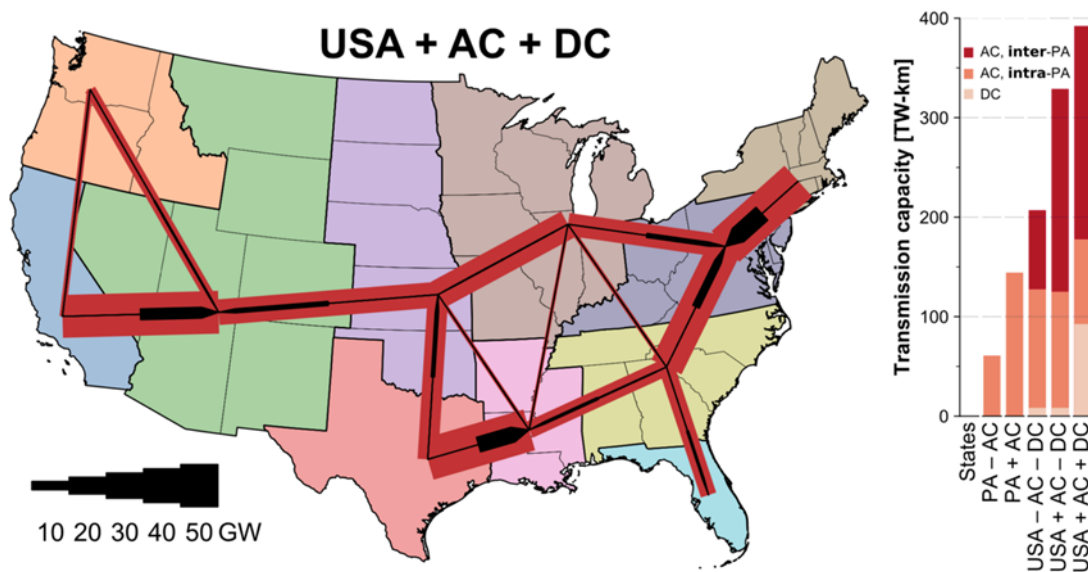 USA + AC + DC
10 20 30 40 50 GW
Transmission capacity [TW-km]
400
300
200
100
0
AC, inter-PA
AC, intra-PA
DC
States
PA – AC
PA + AC
USA – AC – DC
USA + AC – DC
USA + AC + DC